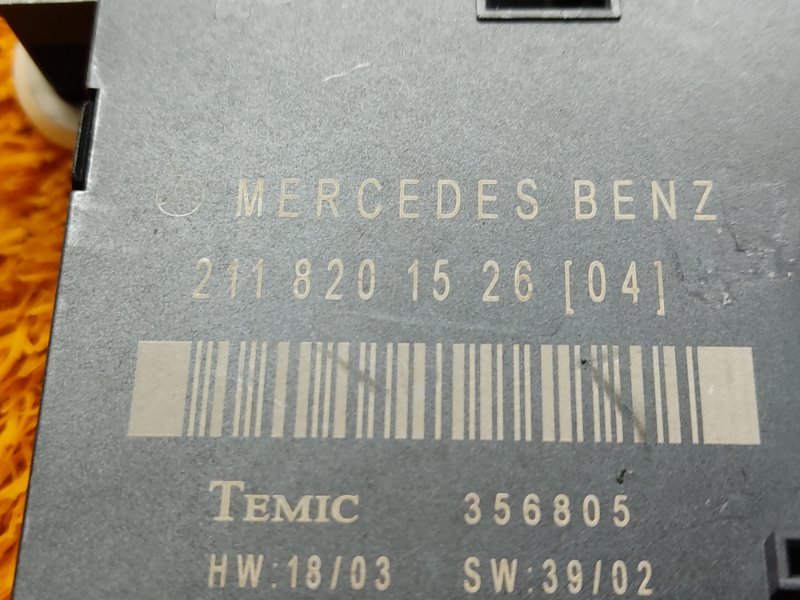 MERCEDES BENZ
211 820 15 26 [04]
TEMIC 356805
HW:18/03 SW:39/02